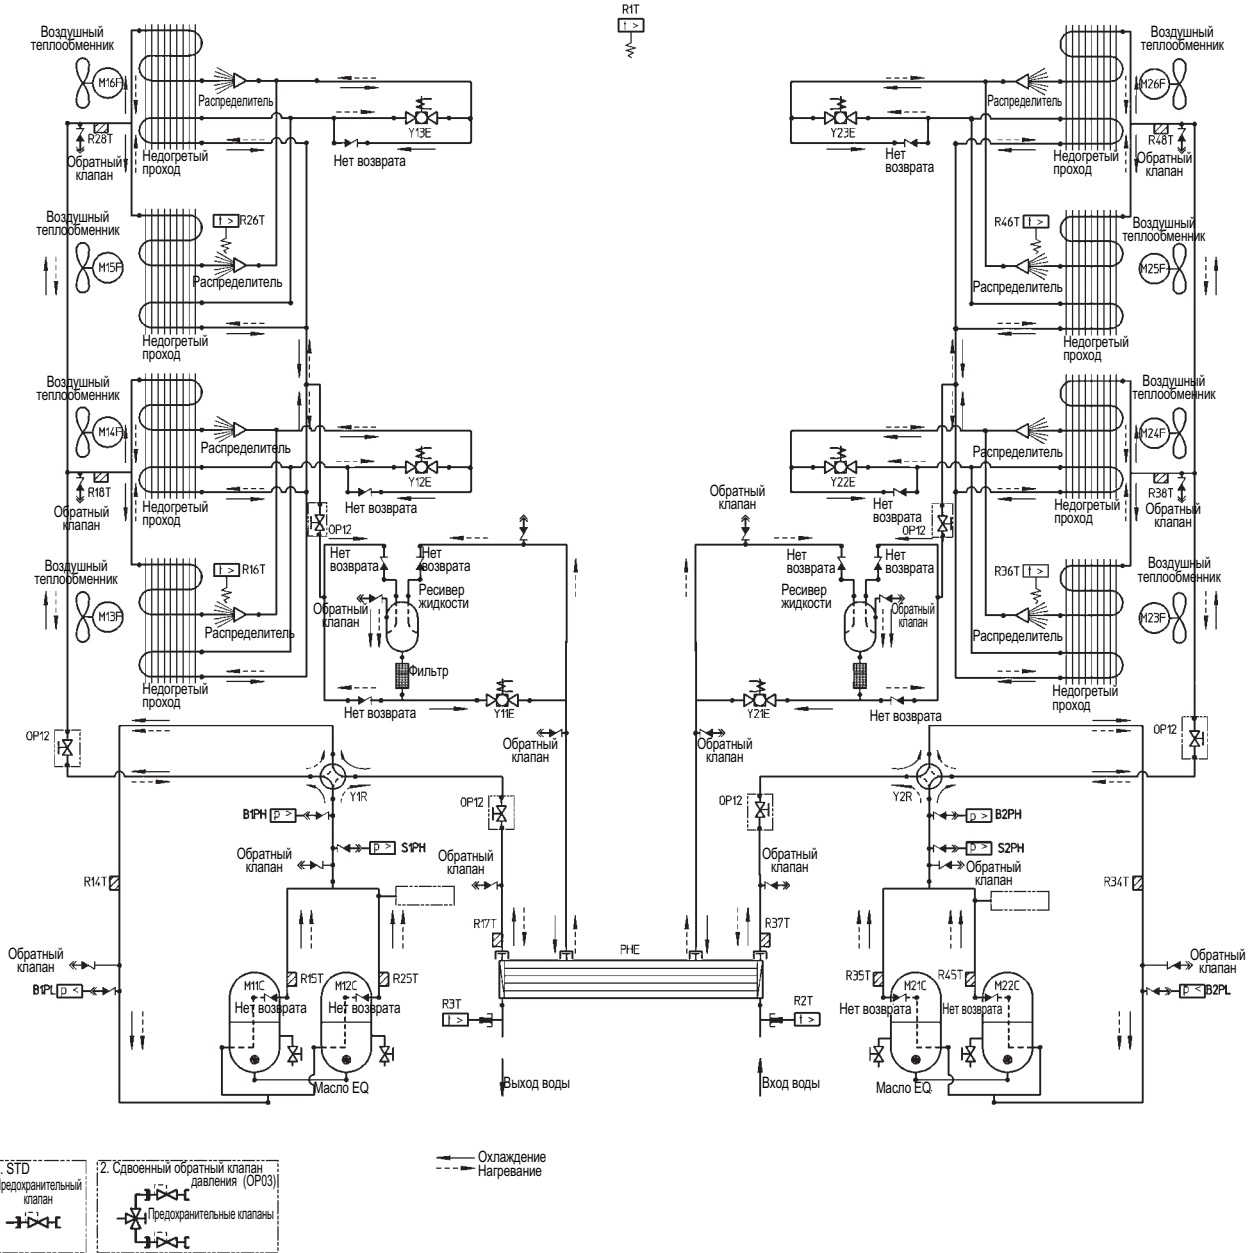 R1T
Воздушный
теплообменник
M16F
Распределитель
R28T
Обратный
клапан
Недогретый
проход
Y13E
Нет возврата
Воздушный
теплообменник
M15F
R26T
Распределитель
Недогретый
проход
Воздушный
теплообменник
M14F
Распределитель
R18T
Обратный
клапан
Недогретый
проход
Y12E
Нет возврата
OP12
Воздушный
теплообменник
M13F
R16T
Распределитель
Недогретый
проход
Нет
возврата
Нет
возврата
Обратный
клапан
Ресивер
жидкости
Фильтр
Нет возврата
Y11E
Обратный
клапан
Воздушный
теплообменник
M26F
Распределитель
Y23E
Нет
возврата
R48T
Обратный
клапан
Недогретый
проход
Воздушный
теплообменник
M25F
R46T
Распределитель
Недогретый
проход
Воздушный
теплообменник
M24F
Распределитель
Y22E
Нет
возврата
R38T
Обратный
клапан
Недогретый
проход
OP12
Обратный
клапан
Воздушный
теплообменник
M23F
R36T
Распределитель
Недогретый
проход
Нет
возврата
Нет
возврата
Ресивер
жидкости
Обратный
клапан
Y21E
Нет возврата
Обратный
клапан
OP12
Y1R
B1PH
p >
p >
S1PH
Обратный
клапан
R14T
Обратный
клапан
B1PL
p <
R15T
R25T
M11C
Нет возврата
M12C
Нет возврата
Масло EQ.
OP12
Обратный
клапан
R17T
PHE
R3T
Выход воды
OP12
Обратный
клапан
R37T
R2T
Вход воды
OP12
Y2R
p >
B2PH
p >
S2PH
Обратный
клапан
R34T
Обратный
клапан
p <
B2PL
R35T
R45T
M21C
Нет возврата
M22C
Нет возврата
Масло EQ.
Охлаждение
Нагревание
. STD
редохранительный
клапан
2. Сдвоенный обратный клапан
давления (OP03)
Предохранительные клапаны